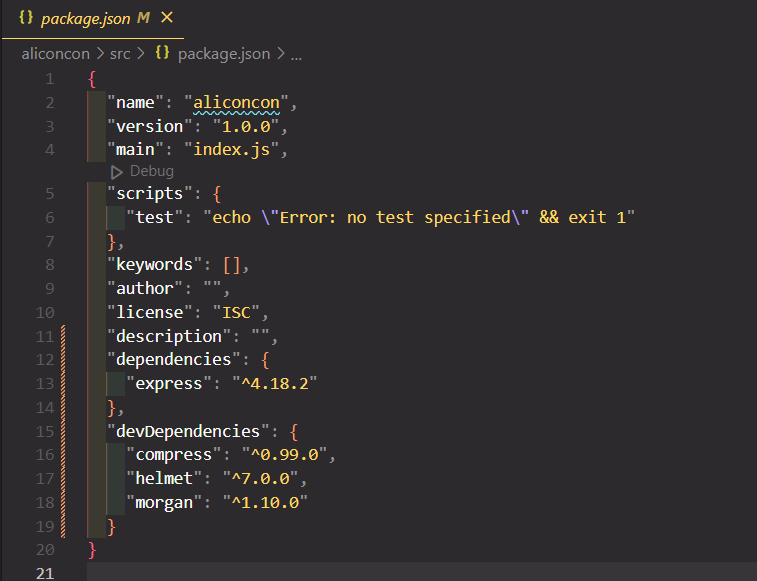 {} package.json M ×
aliconcon > src > {} package.json > ...
1 {
2 "name": "aliconcon",
3 "version": "1.0.0",
4 "main": "index.js",
Debug
5 "scripts": {
6 "test": "echo \"Error: no test specified\" && exit 1"
7 },
8 "keywords": [],
9 "author": "",
10 "license": "ISC",
11 "description": "",
12 "dependencies": {
13 "express": "^4.18.2"
14 },
15 "devDependencies": {
16 "compress": "^0.99.0",
17 "helmet": "^7.0.0",
18 "morgan": "^1.10.0"
19 }
20 }
21